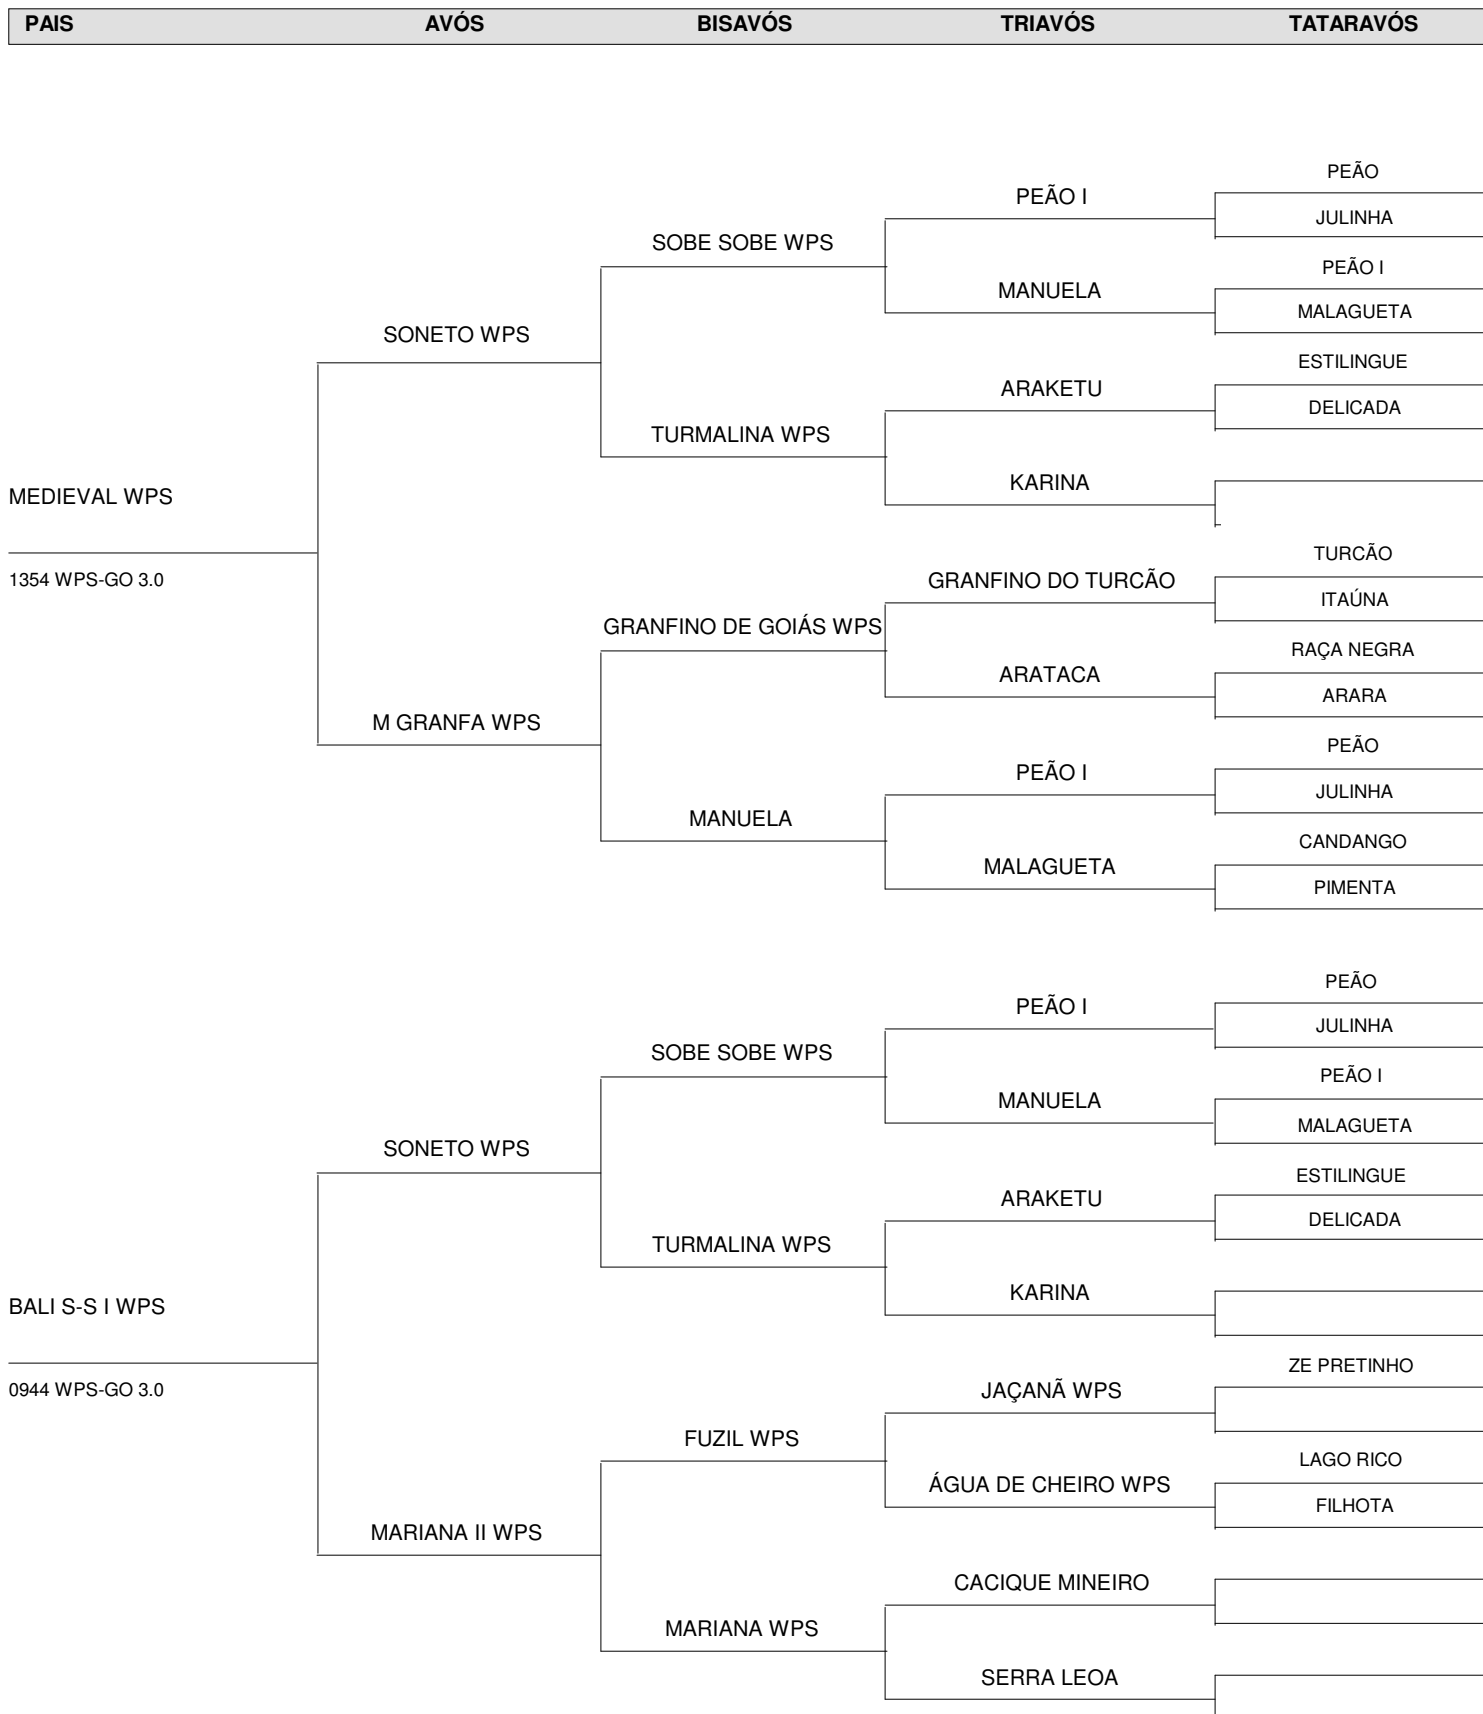 PAIS AVÓS BISAVÓS TRIAVÓS TATARAVÓS
PEÃO
PEÃO I
JULINHA
SOBE SOBE WPS
PEÃO I
MANUELA
MALAGUETA
SONETO WPS
ESTILINGUE
ARAKETU
DELICADA
TURMALINA WPS
KARINA
MEDIEVAL WPS
TURCÃO
1354 WPS-GO 3.0
GRANFINO DO TURCÃO
ITAÚNA
GRANFINO DE GOIÁS WPS
RAÇA NEGRA
ARATACA
ARARA
M GRANFA WPS
PEÃO
PEÃO I
JULINHA
MANUELA
CANDANGO
MALAGUETA
PIMENTA
PEÃO
PEÃO I
JULINHA
SOBE SOBE WPS
PEÃO I
MANUELA
MALAGUETA
SONETO WPS
ESTILINGUE
ARAKETU
DELICADA
TURMALINA WPS
KARINA
BALI S-S I WPS
ZE PRETINHO
0944 WPS-GO 3.0
JAÇANÃ WPS
FUZIL WPS
LAGO RICO
ÁGUA DE CHEIRO WPS
FILHOTA
MARIANA II WPS
CACIQUE MINEIRO
MARIANA WPS
SERRA LEOA